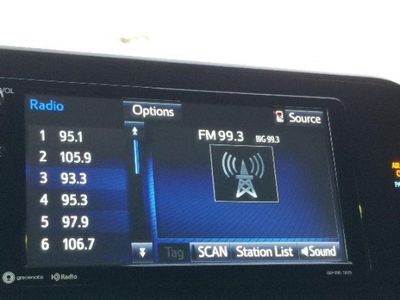 VOL
Radio
Options
Source
1 95.1
2 105.9
3 93.3
4 95.3
5 97.9
6 106.7
FM 99.3 BIG 99.3
Tag SCAN Station List Sound
gracenote HD Radio